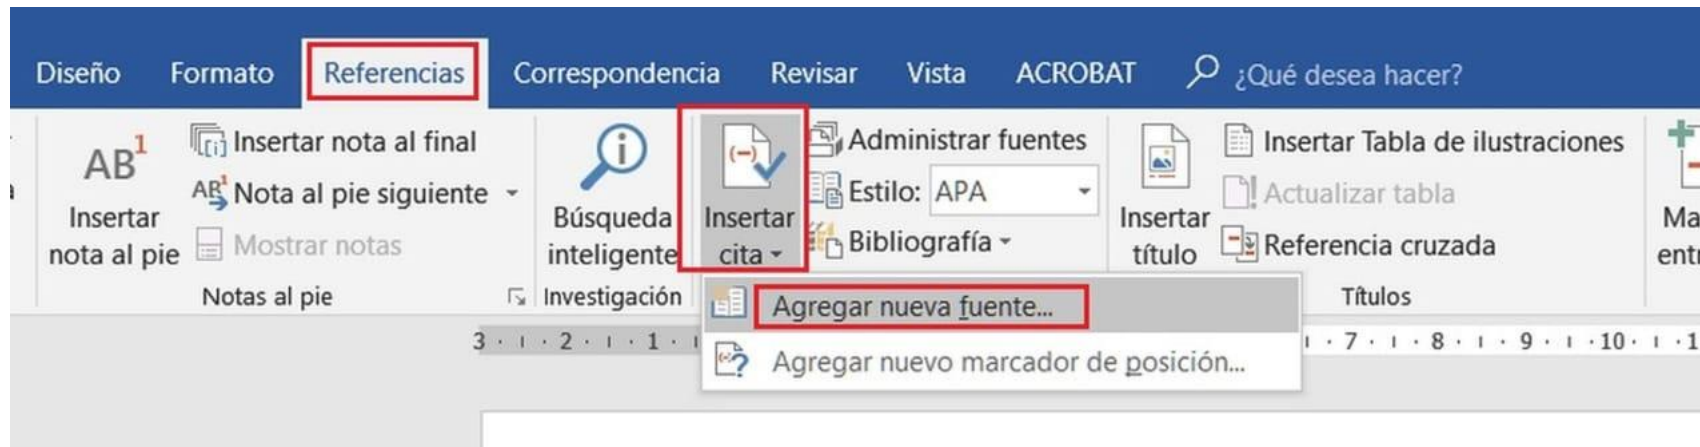 Diseño Formato Referencias Correspondencia Revisar Vista ACROBAT ¿Qué desea hacer?
AB1
Insertar
nota al pie
Insertar nota al final
AB1 Nota al pie siguiente
Mostrar notas
Notas al pie
Búsqueda
inteligente
Investigación
Insertar
cita
Administrar fuentes
Estilo: APA
Bibliografía
Insertar
título
Insertar Tabla de ilustraciones
Actualizar tabla
Referencia cruzada
Títulos
Agregar nueva fuente...
Agregar nuevo marcador de posición...
3 2 1 7 8 9 10